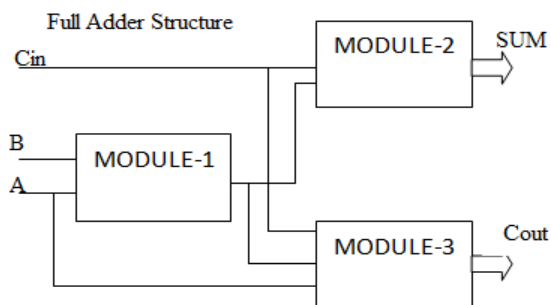 Full Adder Structure
Cin
MODULE-2
SUM
B
MODULE-1
A
MODULE-3
Cout